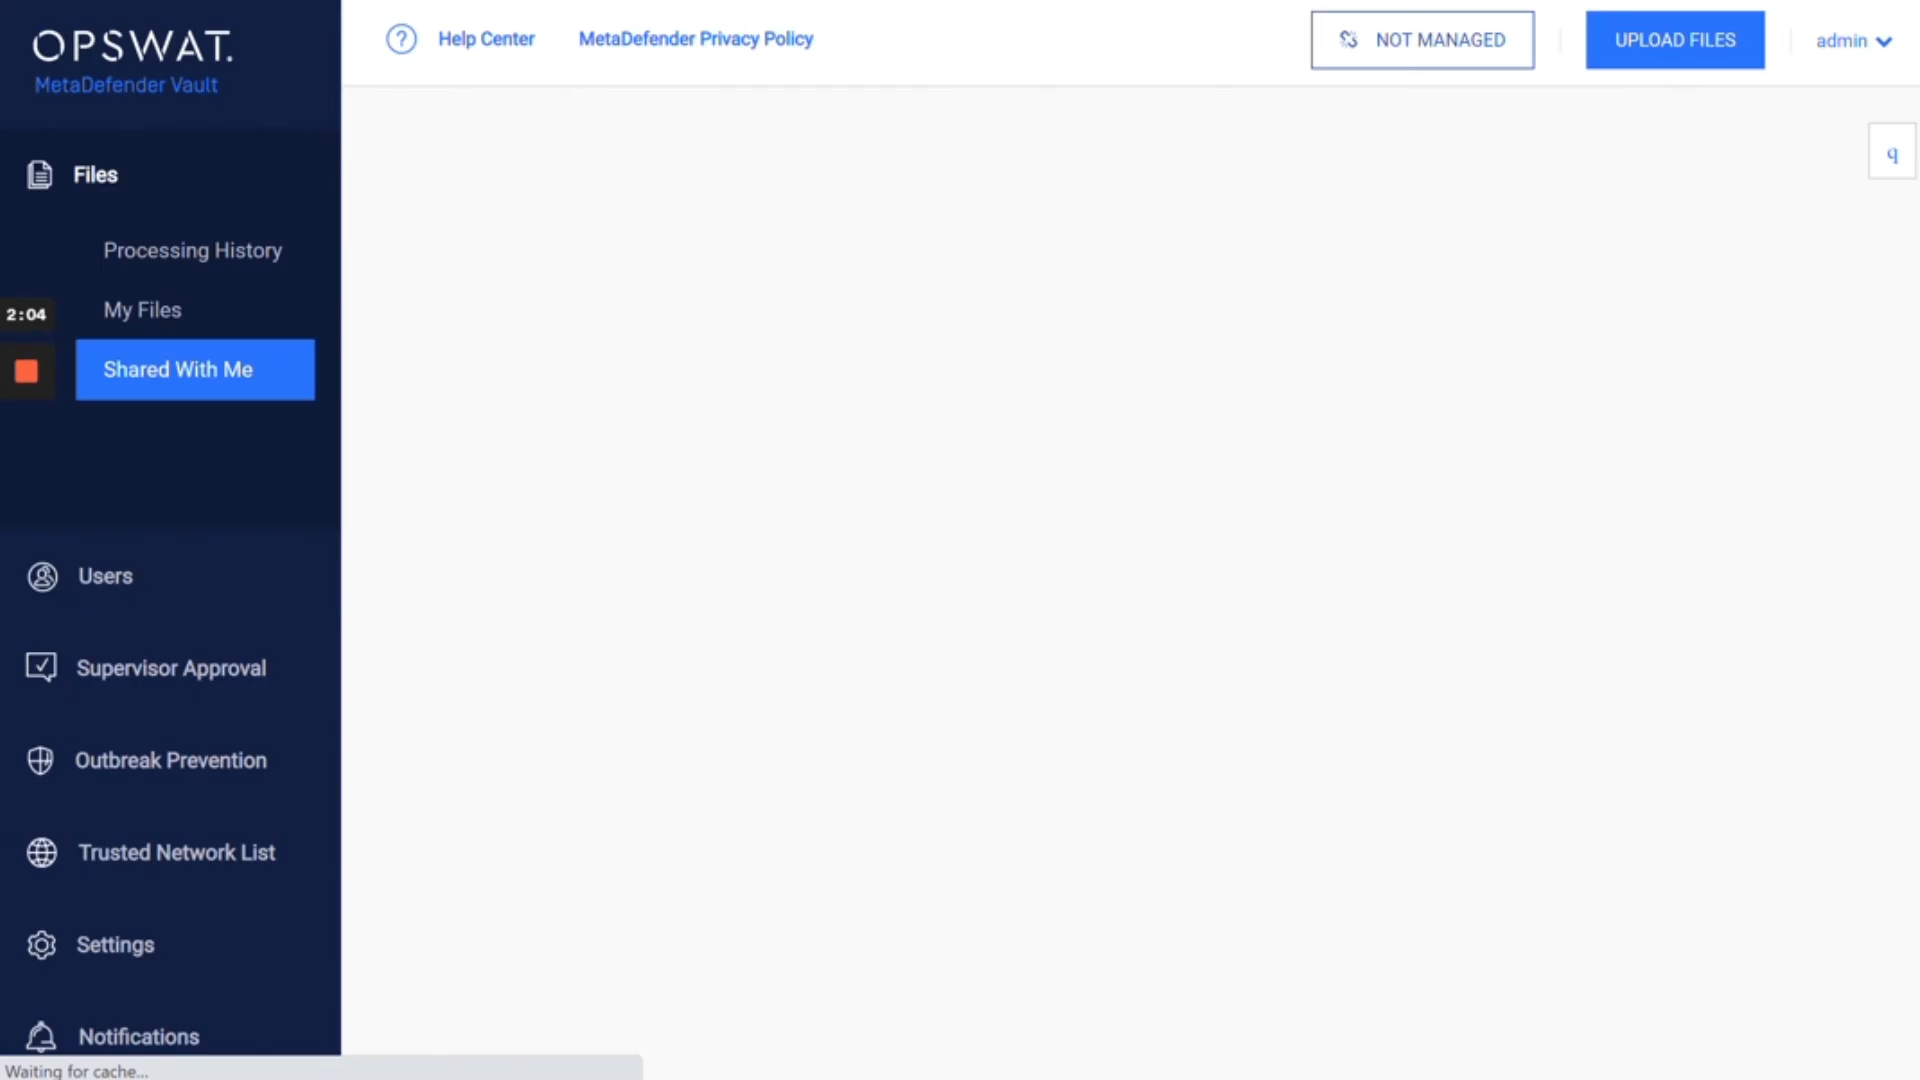 OPSWAT.
MetaDefender Vault
Help Center
MetaDefender Privacy Policy
NOT MANAGED
UPLOAD FILES
admin
q
Files
Processing History
My Files
2:04
Shared With Me
Users
Supervisor Approval
Outbreak Prevention
Trusted Network List
Settings
Notifications
Waiting for cache...